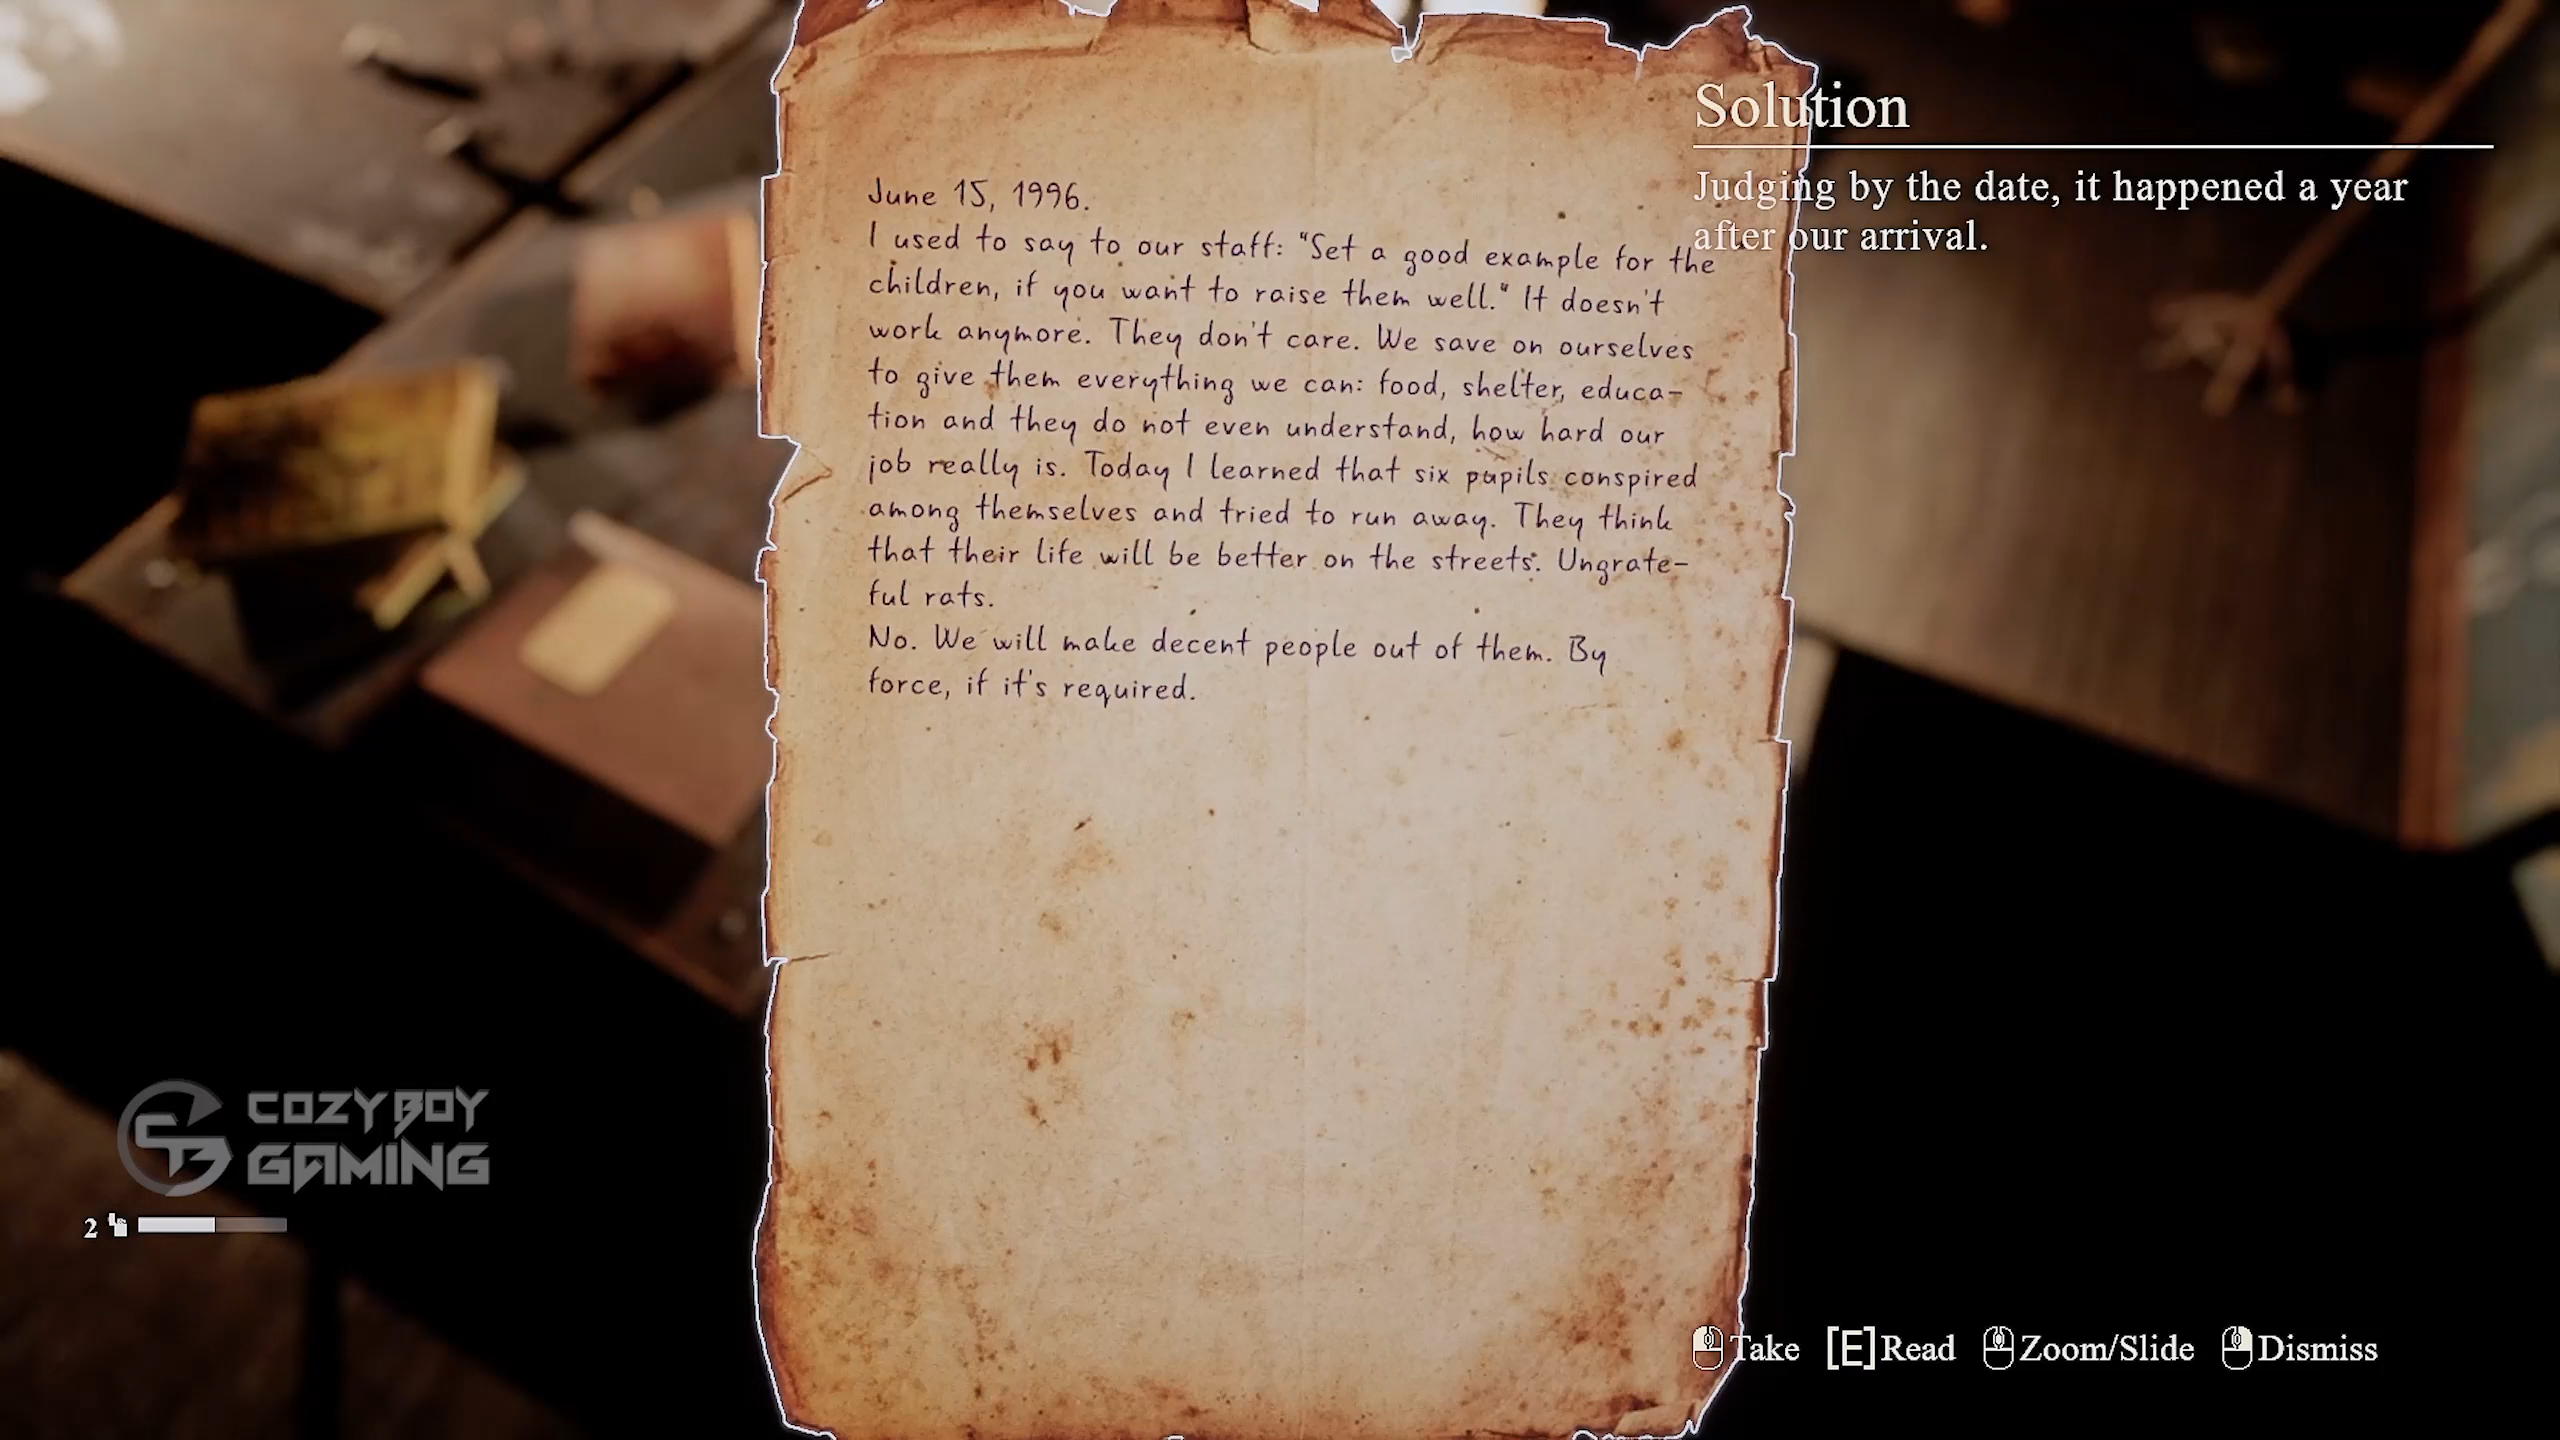 Solution
Judging by the date, it happened a year
after our arrival.
June 15, 1996.
I used to say to our staff: "Set a good example for the
children, if you want to raise them well." It doesn't
work anymore. They don't care. We save on ourselves
to give them everything we can: food, shelter, educa-
tion and they do not even understand, how hard our
job really is. Today I learned that six pupils conspired
among themselves and tried to run away. They think
that their life will be better on the streets. Ungrate-
ful rats.
No. We will make decent people out of them. By
force, if it's required.
COZY BOY
GAMING
2
Take [E]Read Zoom/Slide Dismiss